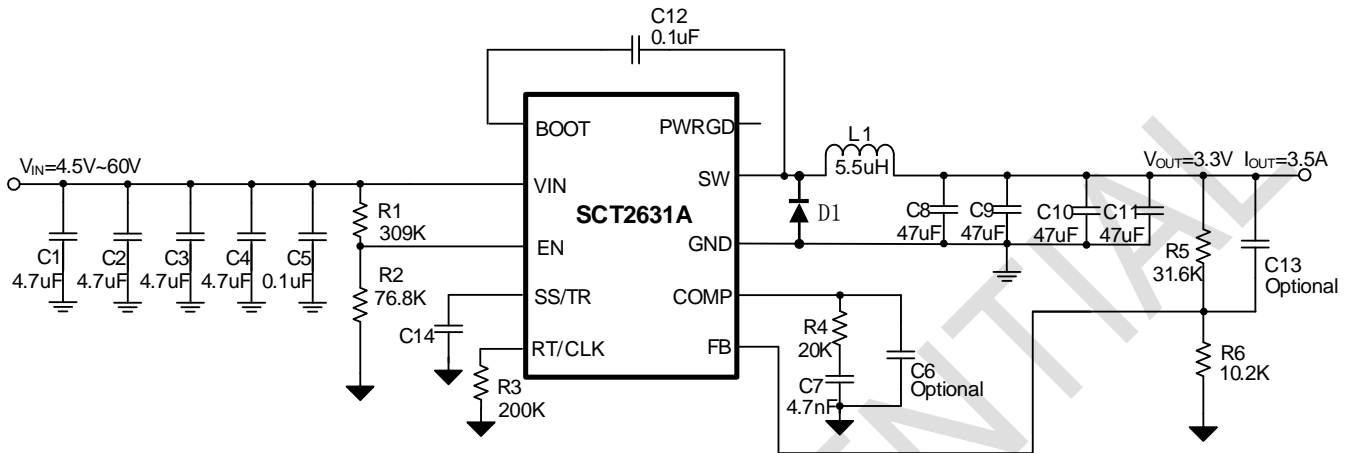 C12
0.1uF
BOOT
PWRGD
L1
5.5uH
VIN=4.5V~60V
VOUT=3.3V
IOUT=3.5A
VIN
SW
SCT2631A
D1
R1
309K
C8
47uF
C9
47uF
C10
47uF
C11
47uF
EN
GND
R5
31.6K
C13
Optional
C1
4.7uF
C2
4.7uF
C3
4.7uF
C4
4.7uF
C5
0.1uF
R2
76.8K
SS/TR
COMP
C14
R4
20K
RT/CLK
FB
C6
Optional
R3
200K
C7
4.7nF
R6
10.2K
ENTIAL